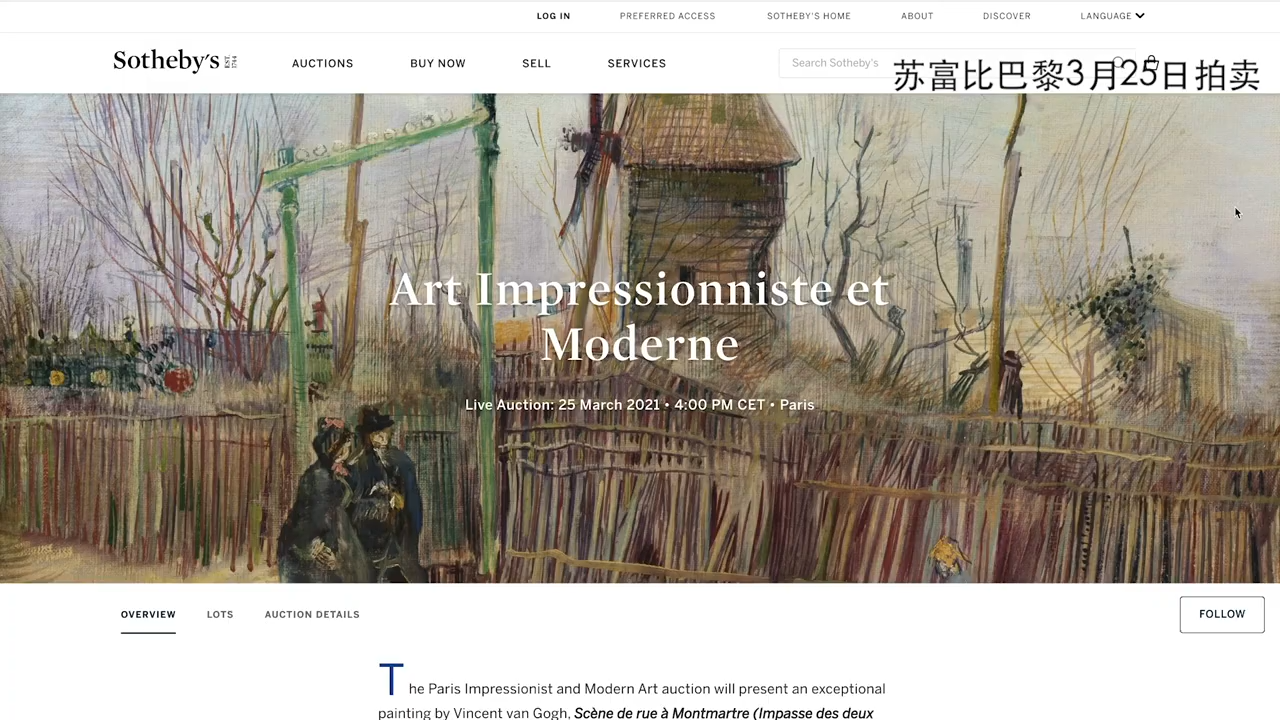 LOG IN PREFERRED ACCESS SOTHEBY'S HOME ABOUT DISCOVER LANGUAGE
Sotheby's EST. 1744 AUCTIONS BUY NOW SELL SERVICES Search Sotheby's
苏富比巴黎3月25日拍卖
Art Impressionniste et
Moderne
Live Auction: 25 March 2021 • 4:00 PM CET • Paris
OVERVIEW LOTS AUCTION DETAILS FOLLOW
The Paris Impressionist and Modern Art auction will present an exceptional
painting by Vincent van Gogh, Scène de rue à Montmartre (Impasse des deux